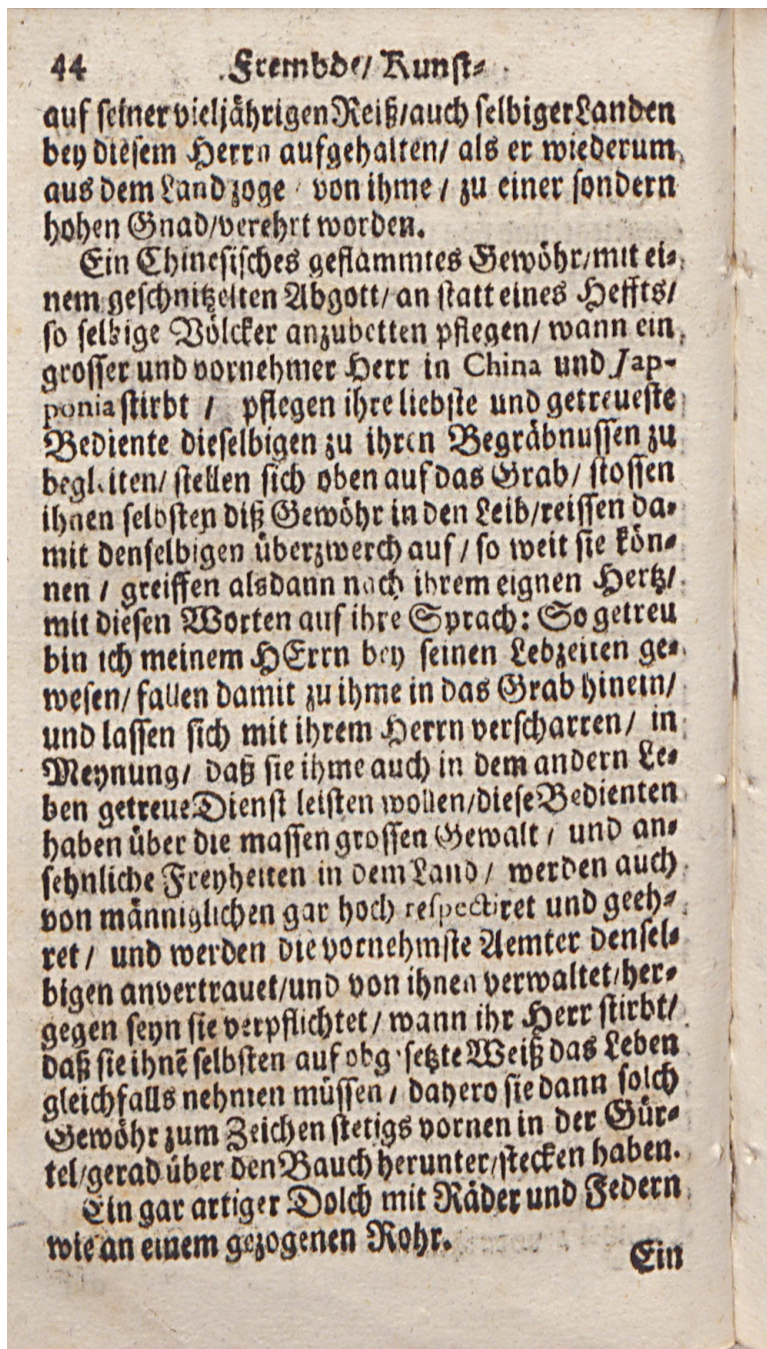 44 Frembde/ Kunst-
auf seiner vieljährigen Reiß/auch selbiger Landen
bey diesem Herrn aufgehalten/ als er wiederum
aus dem Land zoge / von ihme / zu einer sondern
hohen Gnad/verehrt worden.
Ein Chinesisches geflammtes Gewöhr/mit ei-
nem geschnitzelten Abgott/ an statt eines Heffts/
so selbige Völcker anzubetten pflegen/ wann ein
grosser und vornehmer Herr in China und Jap-
ponia stirbt / pflegen ihre liebste und getreueste
Bediente dieselbigen zu ihren Begräbnussen zu
begleiten/ stellen sich oben auf das Grab/ stossen
ihnen selbsten diß Gewöhr in den Leib/reissen da-
mit denselbigen überzwerch auf / so weit sie kön-
nen / greiffen alsdann nach ihrem eignen Hertz/
mit diesen Worten auf ihre Sprach: So getreu
bin ich meinem HErrn bey seinen Lebzeiten ge-
wesen/ fallen damit zu ihme in das Grab hinein/
und lassen sich mit ihrem Herrn verscharren/ in
Meynung/ daß sie ihme auch in dem andern Le-
ben getreue Dienst leisten wollen/diese Bedienten
haben über die massen grossen Gewalt / und an-
sehnliche Freyheiten in dem Land/ werden auch
von männiglichen gar hoch respectiret und geeh-
ret / und werden die vornehmste Aemter densel-
bigen anvertrauet/und von ihnen verwaltet/her-
gegen seyn sie verpflichtet / wann ihr Herr stirbt/
daß sie ihnē selbsten auf obgesetzte Weiß das Leben
gleichfalls nehmen müssen / dahero sie dann solch
Gewöhr zum Zeichen stetigs vornen in der Gür-
tel/gerad über den Bauch herunter/stecken haben.
Ein gar artiger Dolch mit Räder und Federn
wie an einem gezogenen Rohr.
Ein